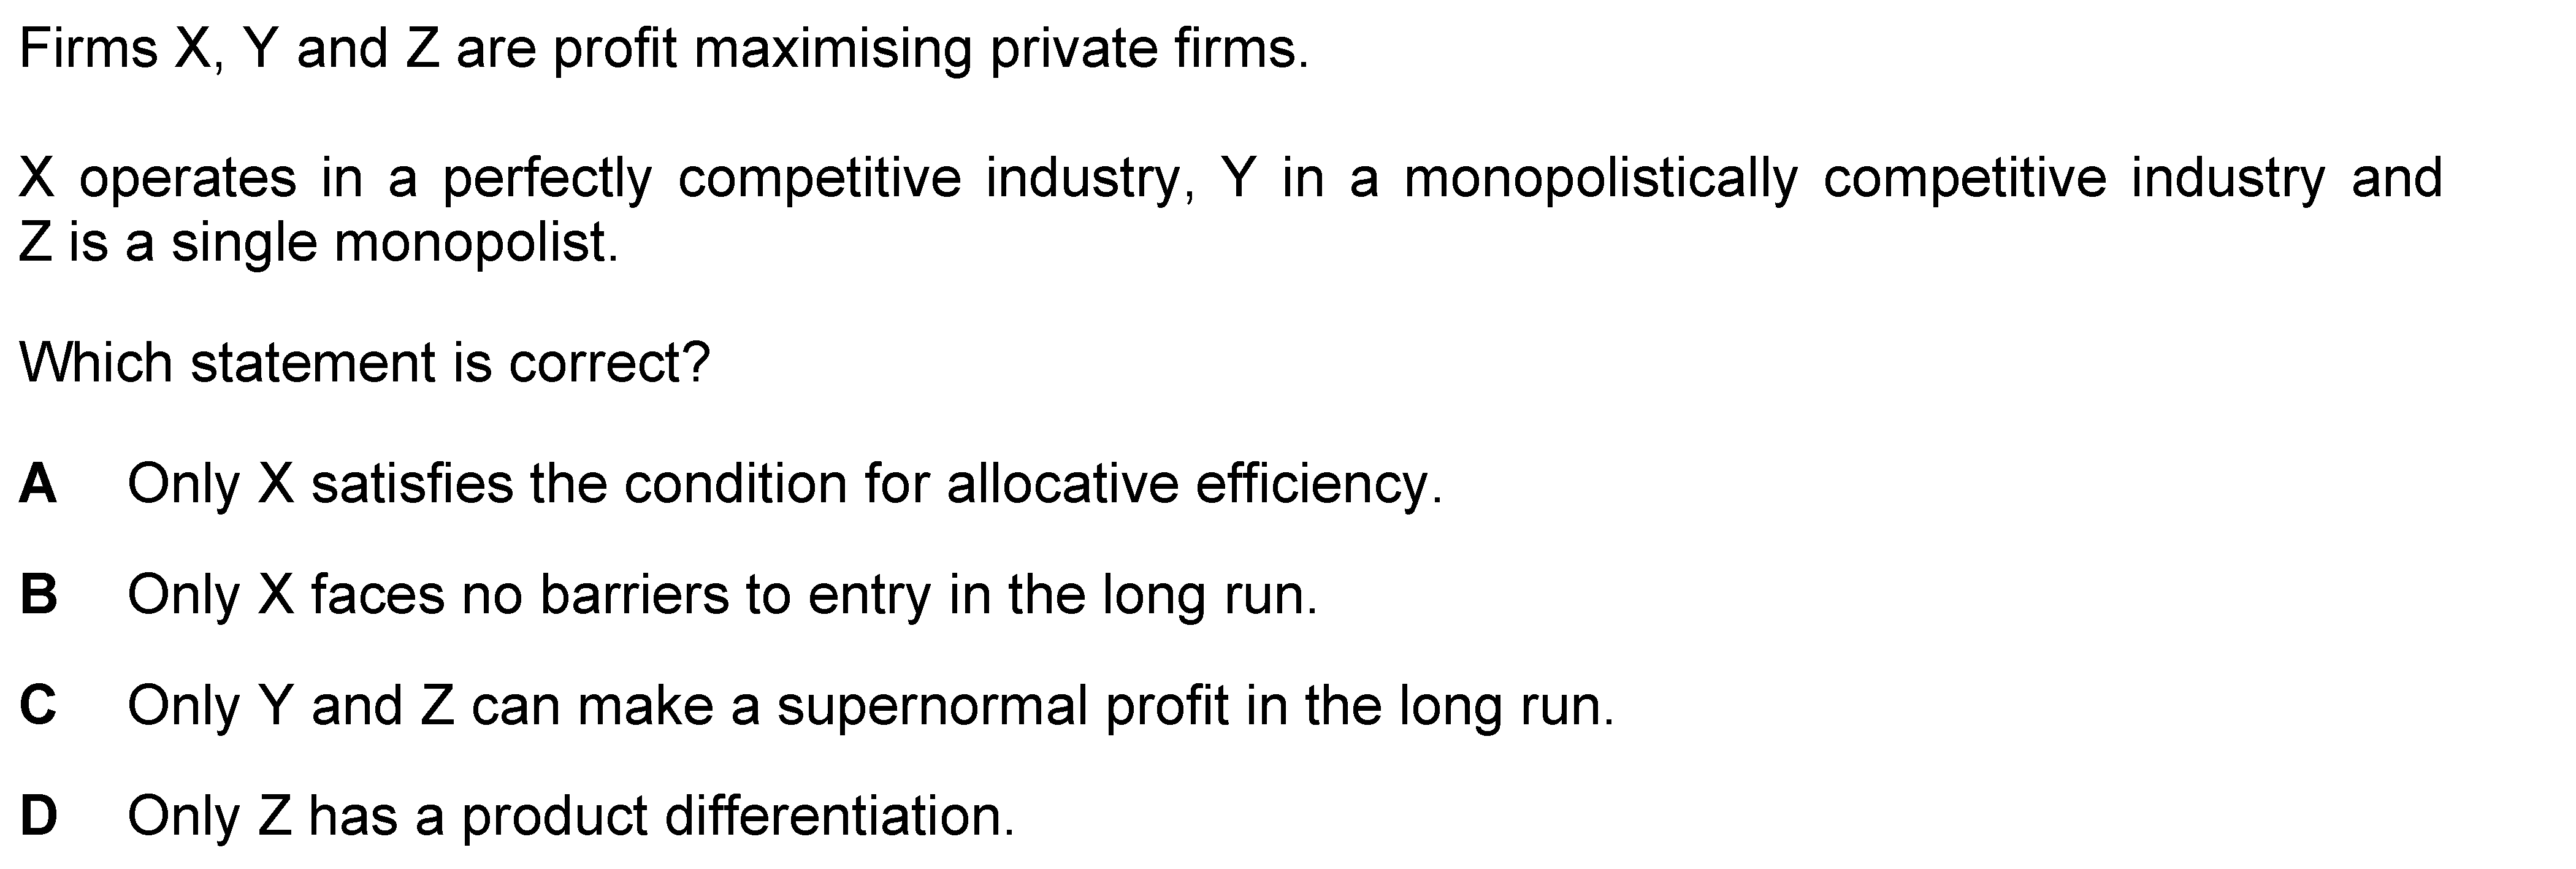 Firms X, Y and Z are profit maximising private firms.
X operates in a perfectly competitive industry, Y in a monopolistically competitive industry and
Z is a single monopolist.
Which statement is correct?
A Only X satisfies the condition for allocative efficiency.
B Only X faces no barriers to entry in the long run.
C Only Y and Z can make a supernormal profit in the long run.
D Only Z has a product differentiation.